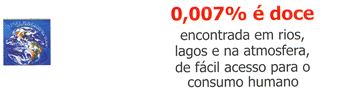 0,007% é doce
encontrada em rios,
lagos e na atmosfera,
de fácil acesso para o
consumo humano